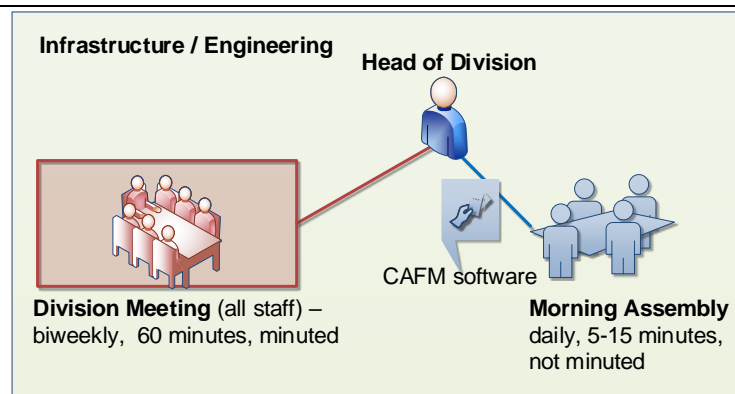 Infrastructure / Engineering
Head of Division
CAFM software
Division Meeting (all staff) –
biweekly,  60 minutes, minuted
Morning Assembly
daily, 5-15 minutes,
not minuted